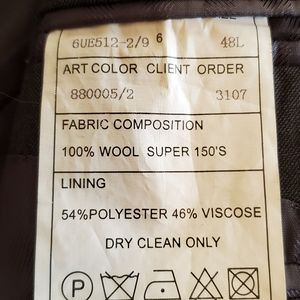 6UE512-2/9 6 48L
ART COLOR CLIENT ORDER
880005/2 3107
FABRIC COMPOSITION
100% WOOL SUPER 150'S
LINING
54%POLYESTER 46% VISCOSE
DRY CLEAN ONLY
P